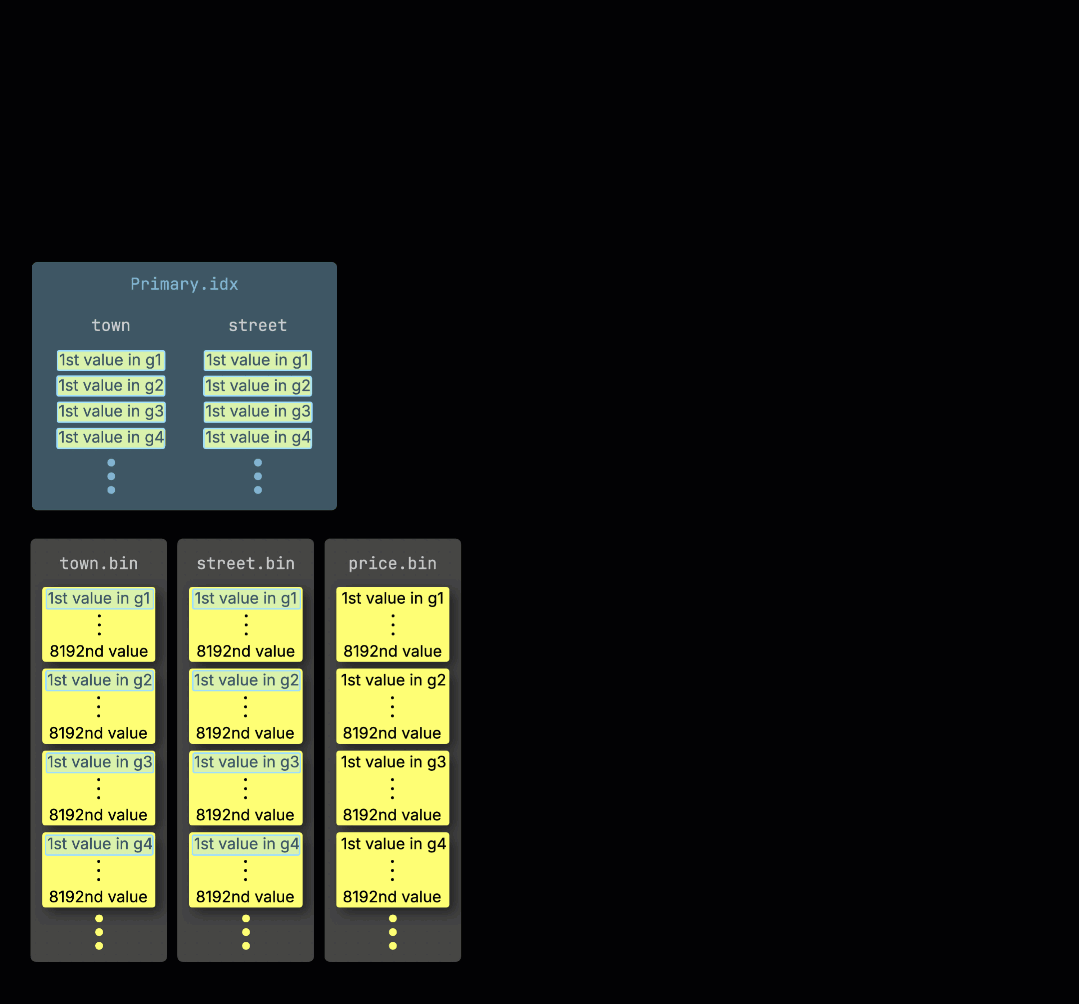 Primary.idx
town street
1st value in g1 1st value in g1
1st value in g2 1st value in g2
1st value in g3 1st value in g3
1st value in g4 1st value in g4
town.bin street.bin price.bin
1st value in g1 1st value in g1 1st value in g1
8192nd value 8192nd value 8192nd value
1st value in g2 1st value in g2 1st value in g2
8192nd value 8192nd value 8192nd value
1st value in g3 1st value in g3 1st value in g3
8192nd value 8192nd value 8192nd value
1st value in g4 1st value in g4 1st value in g4
8192nd value 8192nd value 8192nd value